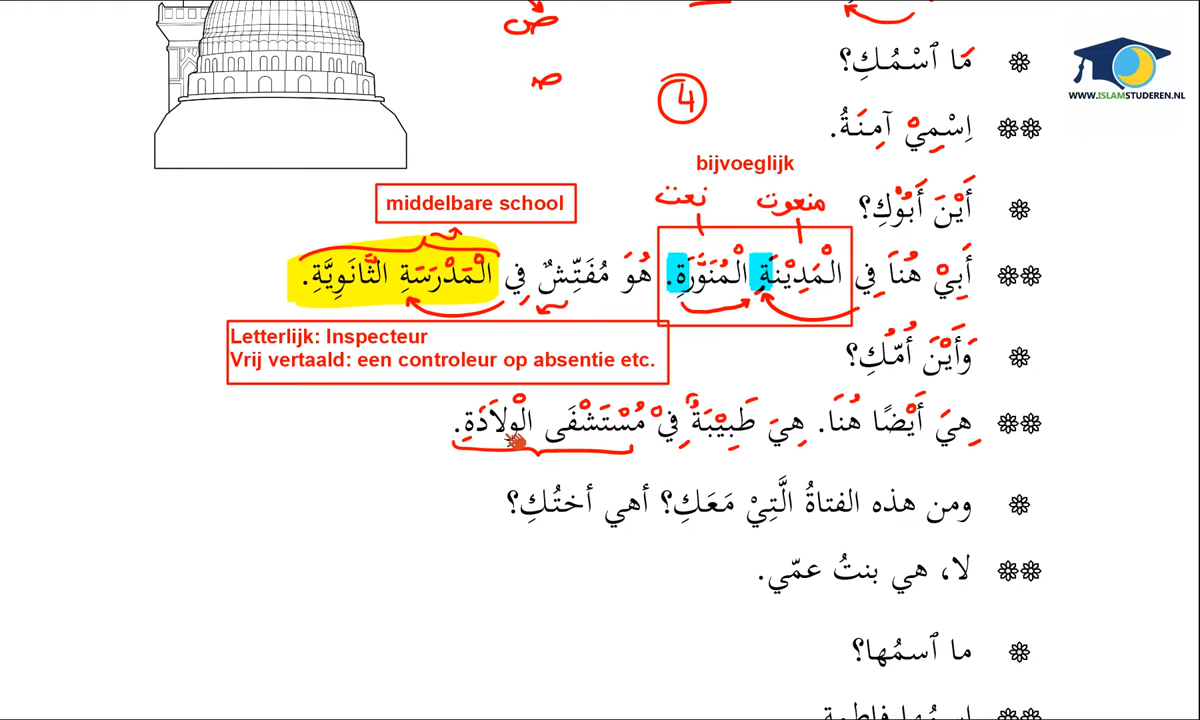 ض
ص
WWW.ISLAMSTUDEREN.NL
مَا ٱسْمُكِ؟
4
اِسْمِيْ آمِنَةُ.
bijvoeglijk
نعت
منعوت
middelbare school
أَيْنَ أَبُوْكِ؟
أَبِيْ هُنَا فِي الْمَدِيْنَةِ الْمُنَوَّرَةِ. هُوَ مُفَتِّشٌ فِي الْمَدْرَسَةِ الثَّانَوِيَّةِ.
Letterlijk: Inspecteur
Vrij vertaald: een controleur op absentie etc.
وَأَيْنَ أُمُّكِ؟
هِيَ أَيْضًا هُنَا. هِيَ طَبِيْبَةٌ فِيْ مُسْتَشْفَى الْوِلَادَةِ.
ومن هذه الفتاةُ الَّتِيْ مَعَكِ؟ أهي أختُكِ؟
لا، هي بنتُ عمّي.
ما ٱسمُها؟